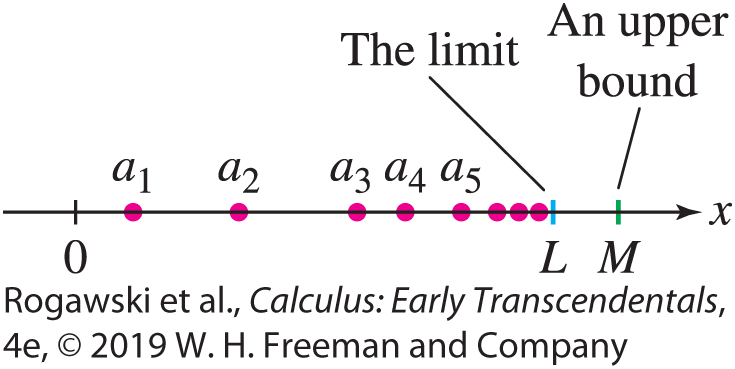 An upper
The limit bound
a1 a2 a3 a4 a5
x
0 L M
Rogawski et al., Calculus: Early Transcendentals,
4e, © 2019 W. H. Freeman and Company